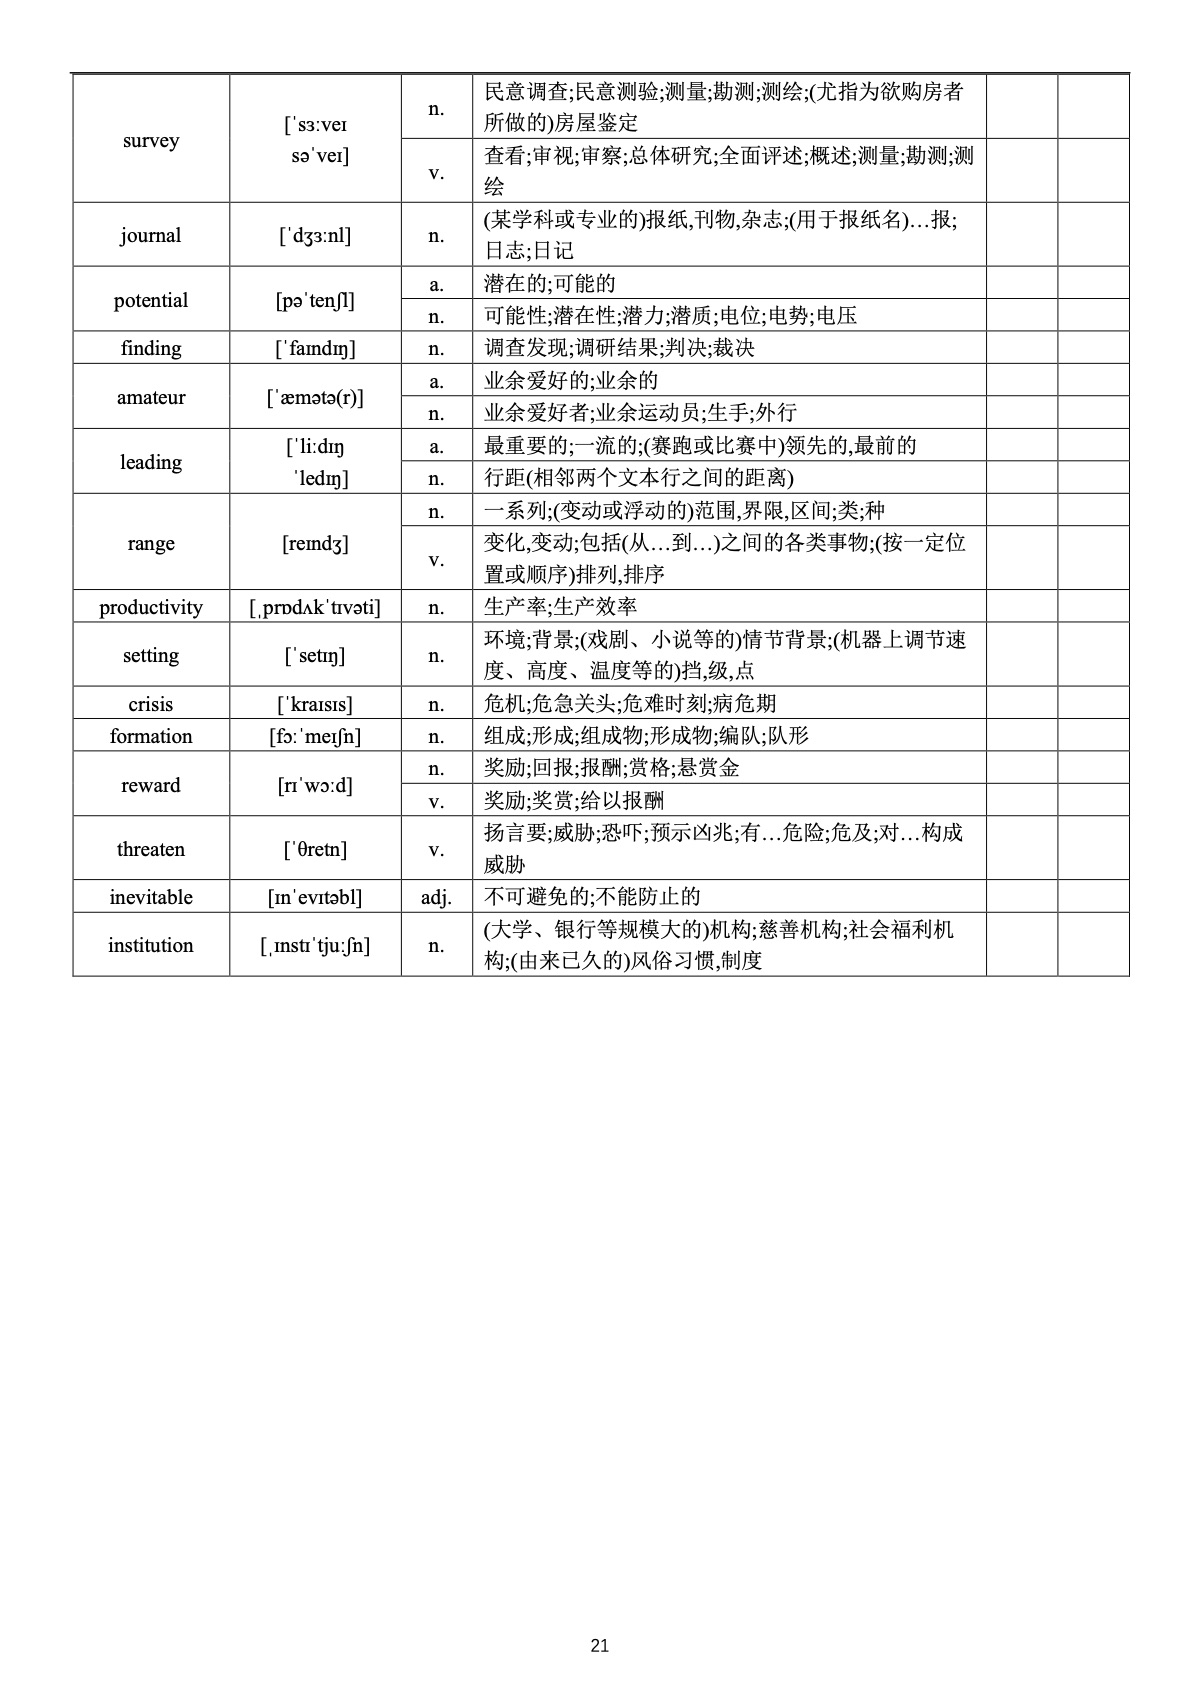 survey
[ˈsɜːveɪ
səˈveɪ]
n.
民意调查;民意测验;测量;勘测;测绘;(尤指为欲购房者
所做的)房屋鉴定
v.
查看;审视;审察;总体研究;全面评述;概述;测量;勘测;测
绘
journal
[ˈdʒɜːnl]
n.
(某学科或专业的)报纸,刊物,杂志;(用于报纸名)…报;
日志;日记
potential
[pəˈtenʃl]
a.
潜在的;可能的
n.
可能性;潜在性;潜力;潜质;电位;电势;电压
finding
[ˈfaɪndɪŋ]
n.
调查发现;调研结果;判决;裁决
amateur
[ˈæmətə(r)]
a.
业余爱好的;业余的
n.
业余爱好者;业余运动员;生手;外行
leading
[ˈliːdɪŋ
ˈledɪŋ]
a.
最重要的;一流的;(赛跑或比赛中)领先的,最前的
n.
行距(相邻两个文本行之间的距离)
range
[reɪndʒ]
n.
一系列;(变动或浮动的)范围,界限,区间;类;种
v.
变化,变动;包括(从…到…)之间的各类事物;(按一定位
置或顺序)排列,排序
productivity
[ˌprɒdʌkˈtɪvəti]
n.
生产率;生产效率
setting
[ˈsetɪŋ]
n.
环境;背景;(戏剧、小说等的)情节背景;(机器上调节速
度、高度、温度等的)挡,级,点
crisis
[ˈkraɪsɪs]
n.
危机;危急关头;危难时刻;病危期
formation
[fɔːˈmeɪʃn]
n.
组成;形成;组成物;形成物;编队;队形
reward
[rɪˈwɔːd]
n.
奖励;回报;报酬;赏格;悬赏金
v.
奖励;奖赏;给以报酬
threaten
[ˈθretn]
v.
扬言要;威胁;恐吓;预示凶兆;有…危险;危及;对…构成
威胁
inevitable
[ɪnˈevɪtəbl]
adj.
不可避免的;不能防止的
institution
[ˌɪnstɪˈtjuːʃn]
n.
(大学、银行等规模大的)机构;慈善机构;社会福利机
构;(由来已久的)风俗习惯,制度
21